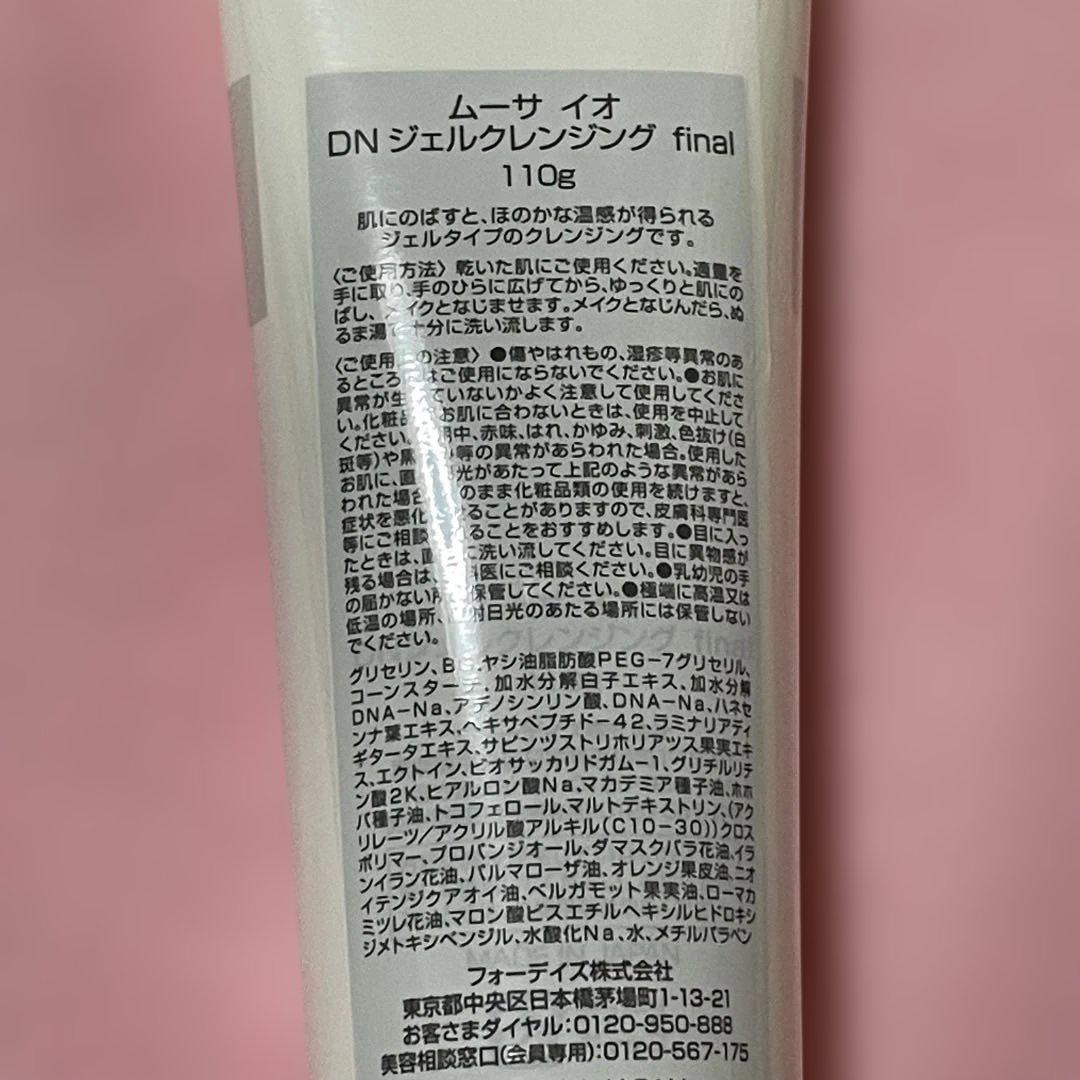 ムーサ イオ
DN ジェルクレンジング final
110g
肌にのばすと、ほのかな温感が得られる
ジェルタイプのクレンジングです。
〈ご使用方法〉乾いた肌にご使用ください。適量を
手に取り、手のひらに広げてから、ゆっくりと肌にの
ばし、メイクとなじませます。メイクとなじんだら、ぬ
るま湯で十分に洗い流します。
〈ご使用上の注意〉●傷やはれもの、湿疹等異常のあ
るところにはご使用にならないでください。●お肌に
異常が生じていないかよく注意して使用してくださ
い。化粧品がお肌に合わないときは、使用を中止して
ください。使用中、赤味、はれ、かゆみ、刺激、色抜け(白
斑等)や黒ずみ等の異常があらわれた場合。使用した
お肌に、直射日光があたって上記のような異常があら
われた場合。そのまま化粧品類の使用を続けますと、
症状を悪化させることがありますので、皮膚科専門医
等にご相談されることをおすすめします。●目に入っ
たときは、直ちに洗い流してください。目に異物感が
残る場合は、眼科医にご相談ください。●乳幼児の手
の届かない所に保管してください。●極端に高温又は
低温の場所、直射日光のあたる場所には保管しない
でください。
グリセリン、BG、ヤシ油脂肪酸PEG-7グリセリル、
コーンスターチ、加水分解白子エキス、加水分解
DNA-Na、アデノシンリン酸、DNA-Na、ハネセ
ンナ葉エキス、ヘキサペプチド-42、ラミナリアディ
ギタータエキス、サピンヅストリホリアツス果実エキ
ス、エクトイン、ビオサッカリドガム-1、グリチルリチ
ン酸2K、ヒアルロン酸Na、マカデミア種子油、ホホ
バ種子油、トコフェロール、マルトデキストリン、(アク
リレーツ/アクリル酸アルキル(C10-30))クロス
ポリマー、プロパンジオール、ダマスクバラ花油、イラ
ンイラン花油、パルマローザ油、オレンジ果皮油、ニオ
イテンジクアオイ油、ベルガモット果実油、ローマカ
ミツレ花油、マロン酸ビスエチルヘキシルヒドロキシ
ジメトキシベンジル、水酸化Na、水、メチルパラベン
フォーデイズ株式会社
東京都中央区日本橋茅場町1-13-21
お客さまダイヤル:0120-950-888
美容相談窓口(会員専用):0120-567-175